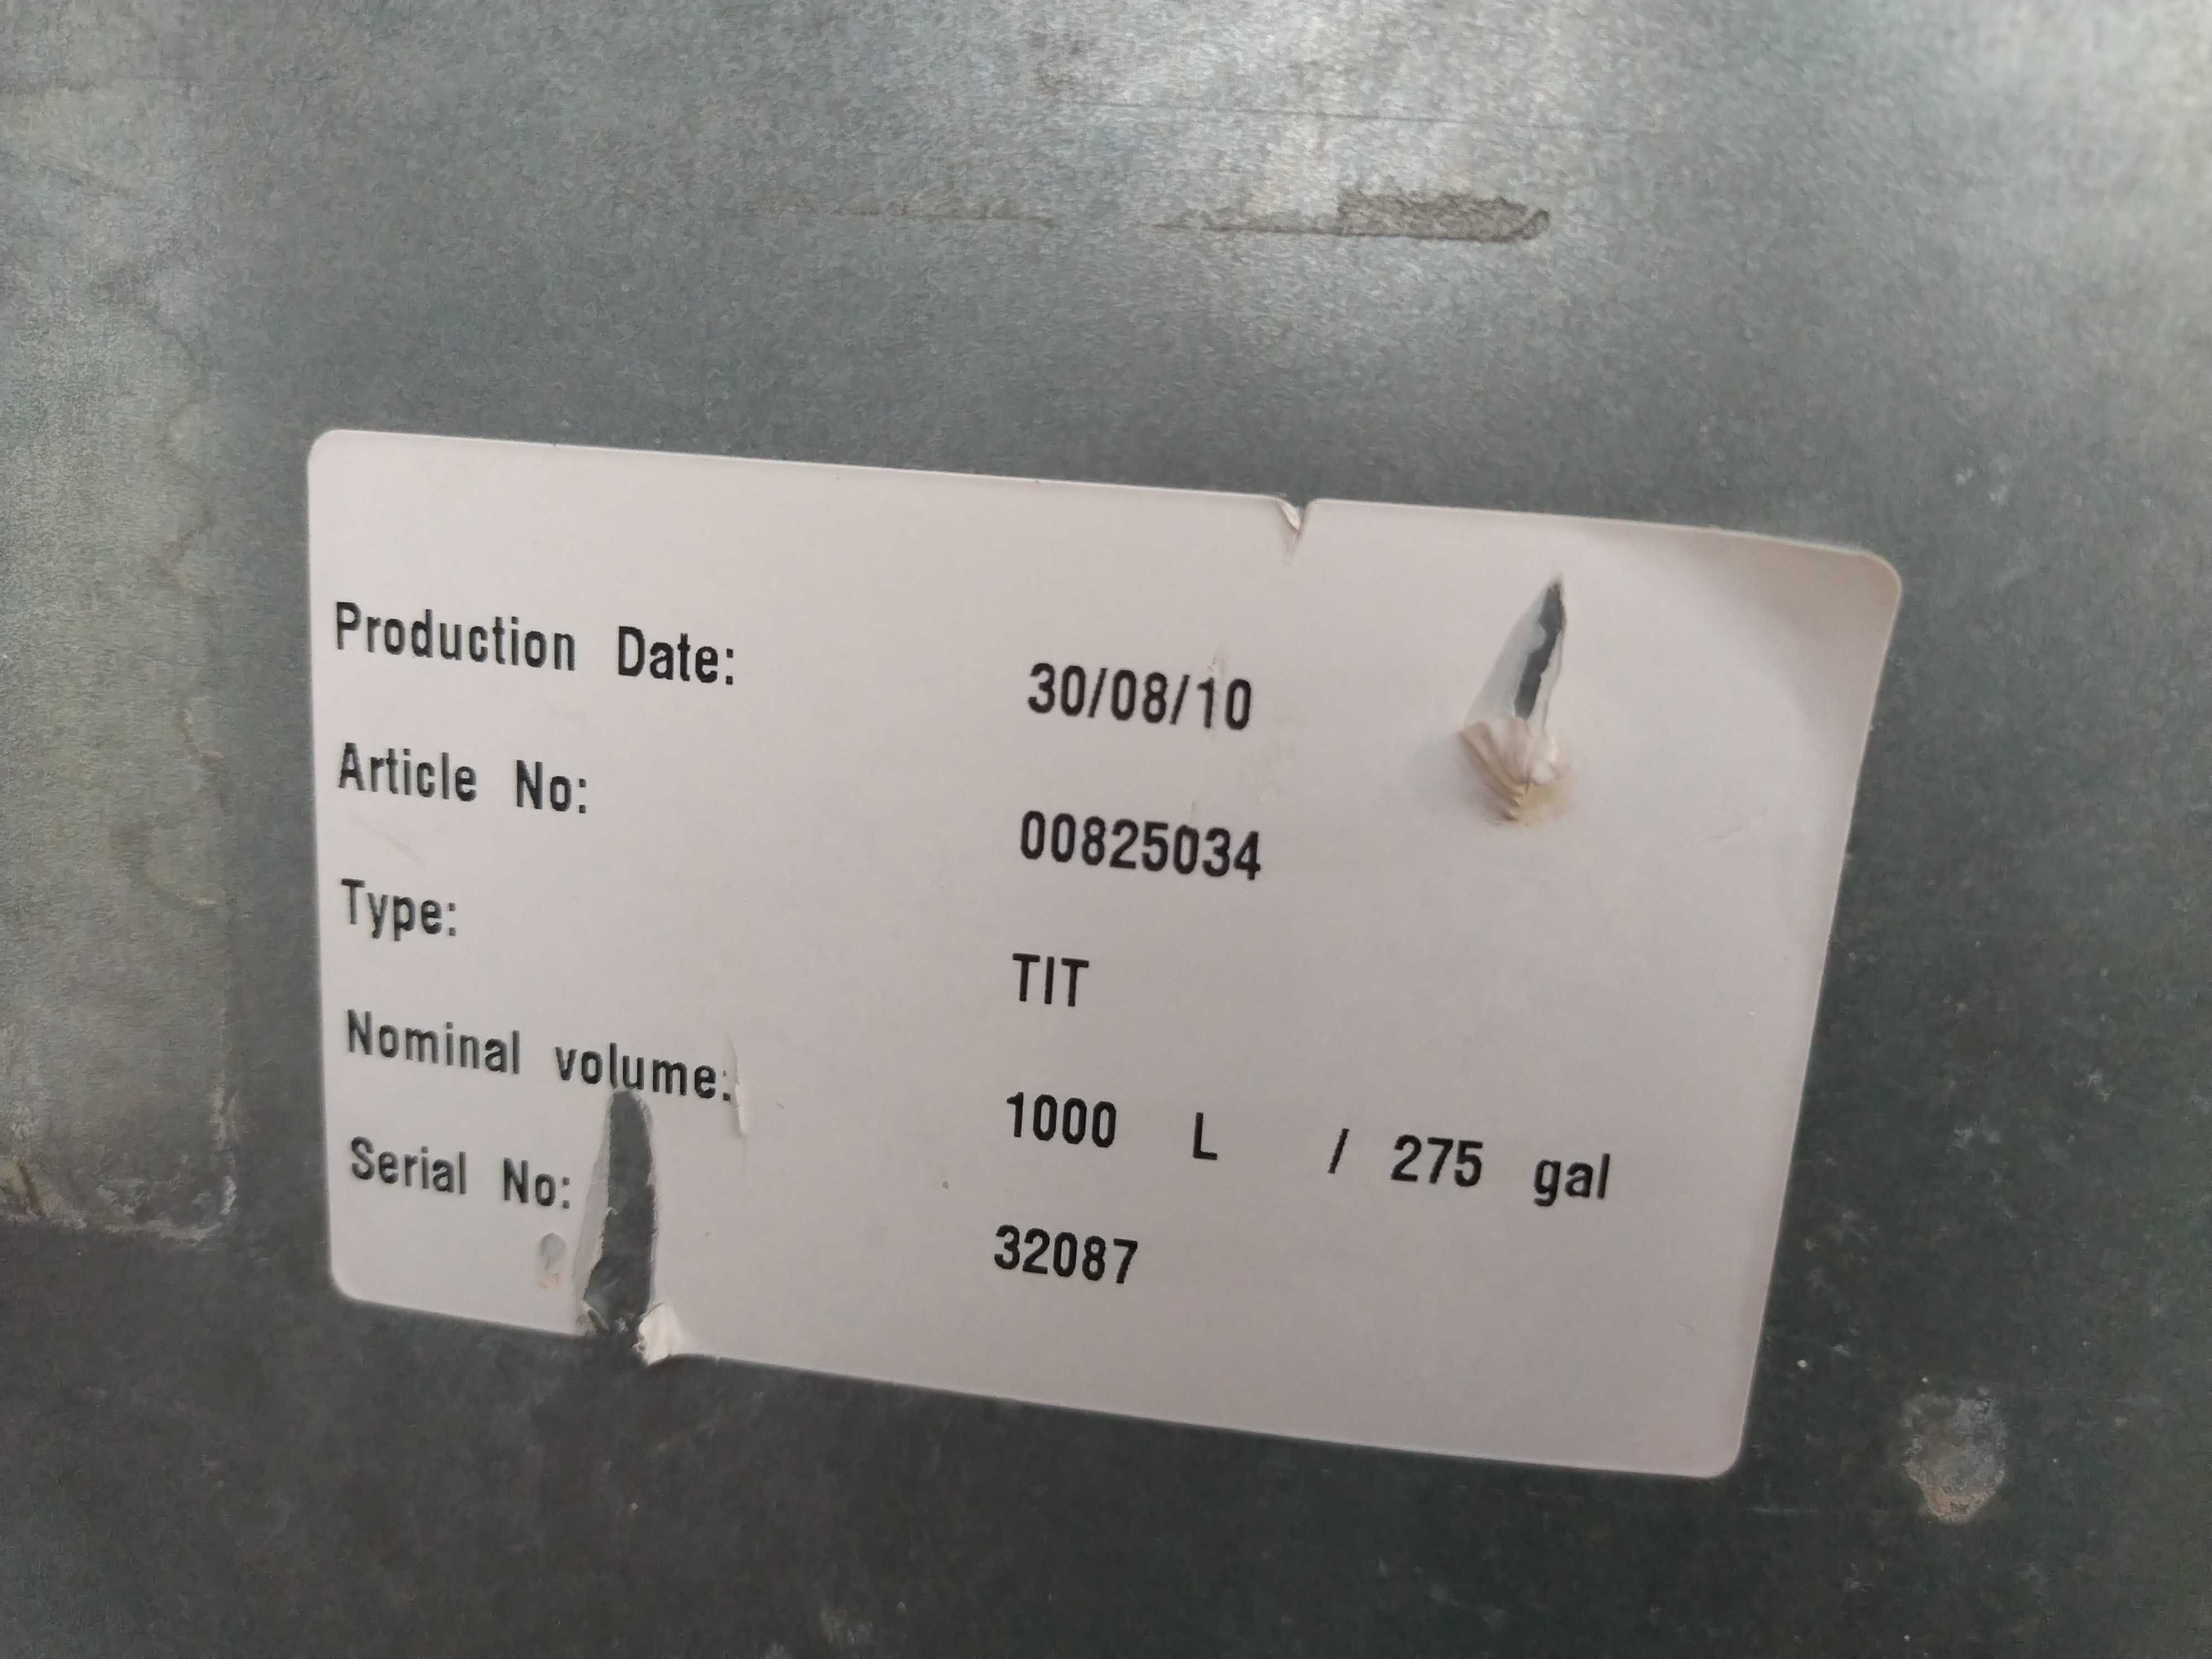 Production Date: 30/08/10
Article No: 00825034
Type: TIT
Nominal volume: 1000 L / 275 gal
Serial No: 32087